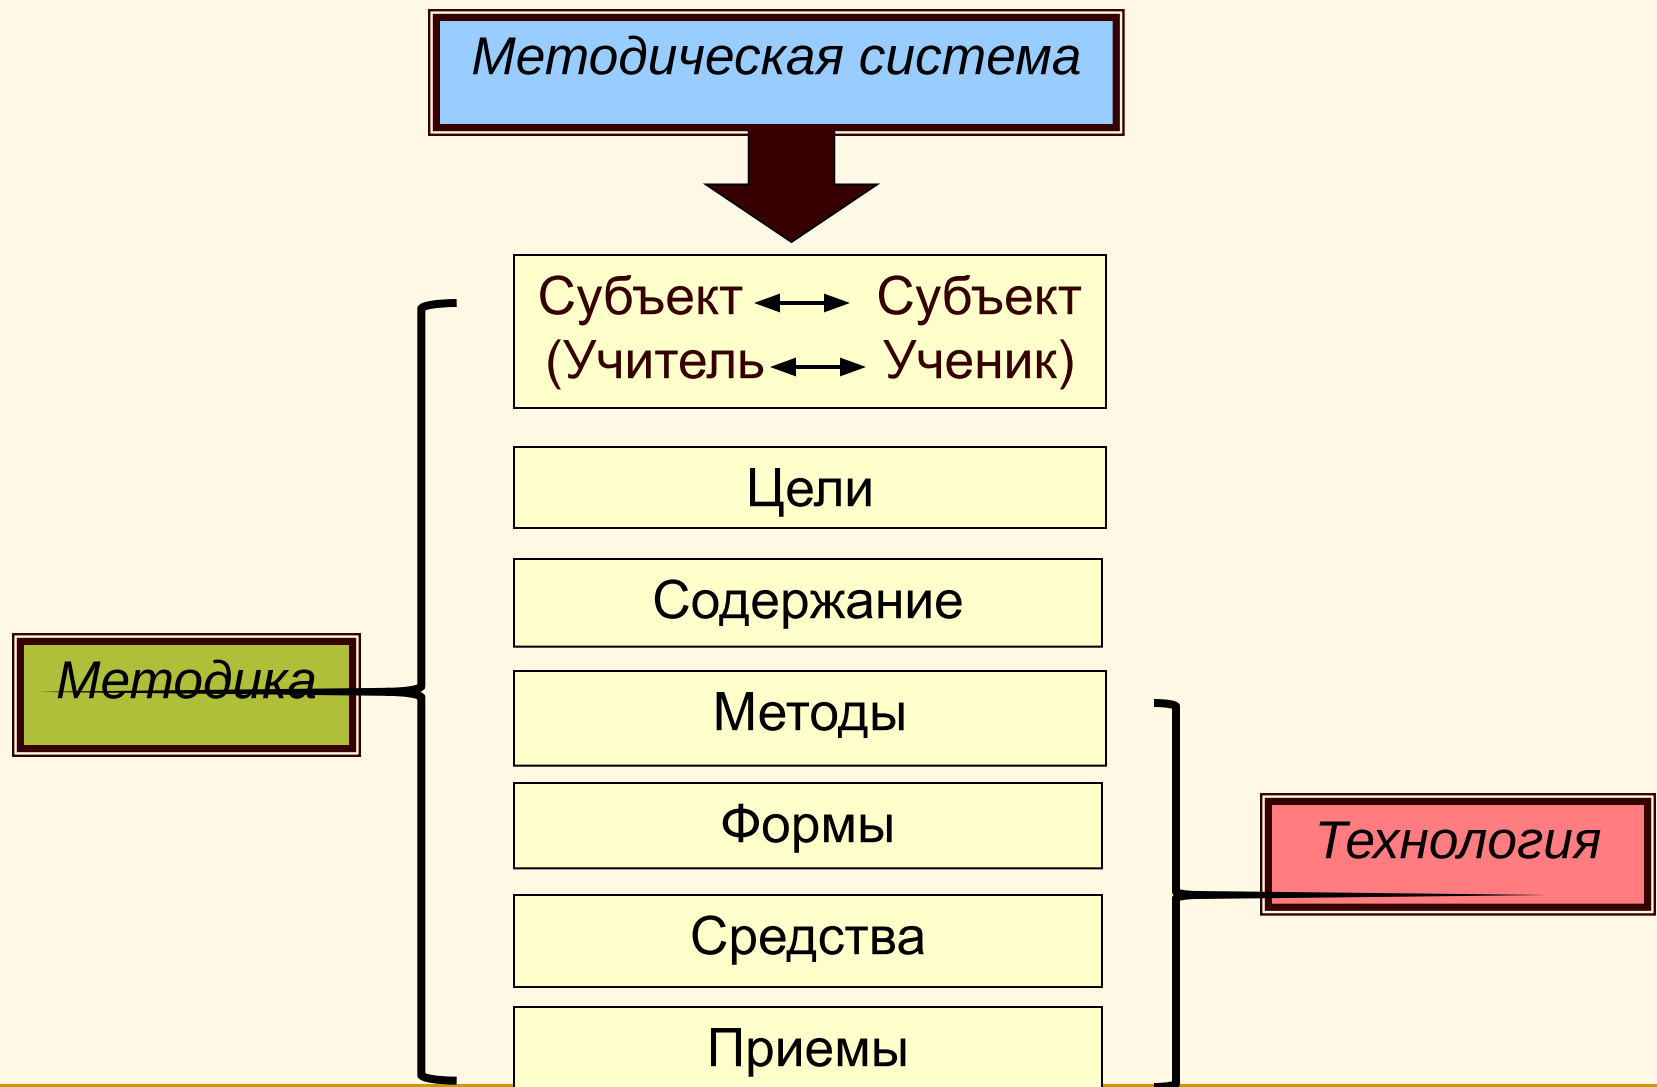 Методическая система
Субъект Субъект
(Учитель Ученик)
Цели
Содержание
Методика
Методы
Формы
Технология
Средства
Приемы